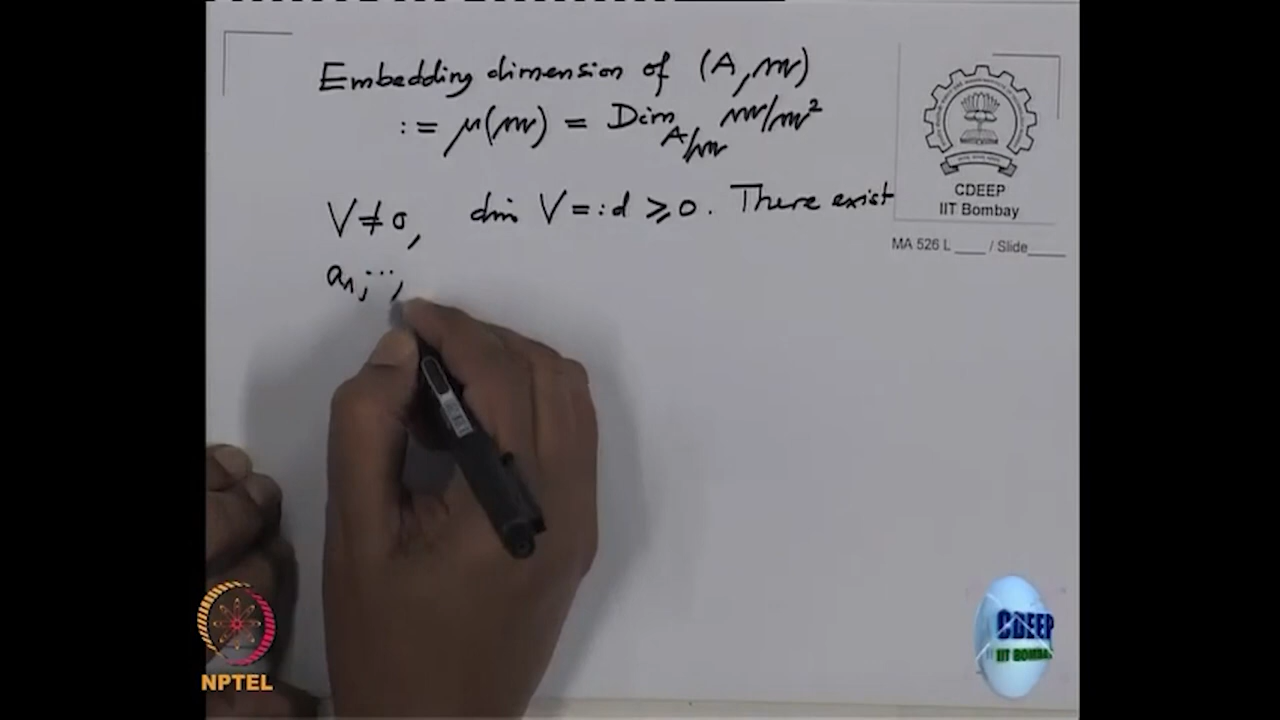 Embedding dimension of (A, 𝔪)
:= μ(𝔪) = Dim_{A/𝔪} 𝔪/𝔪²
V ≠ 0, dim V =: d ⩾ 0. There exist
a₁, ⋯,
CDEEP
IIT Bombay
MA 526 L ____ / Slide____
NPTEL
CDEEP
IIT BOMBAY